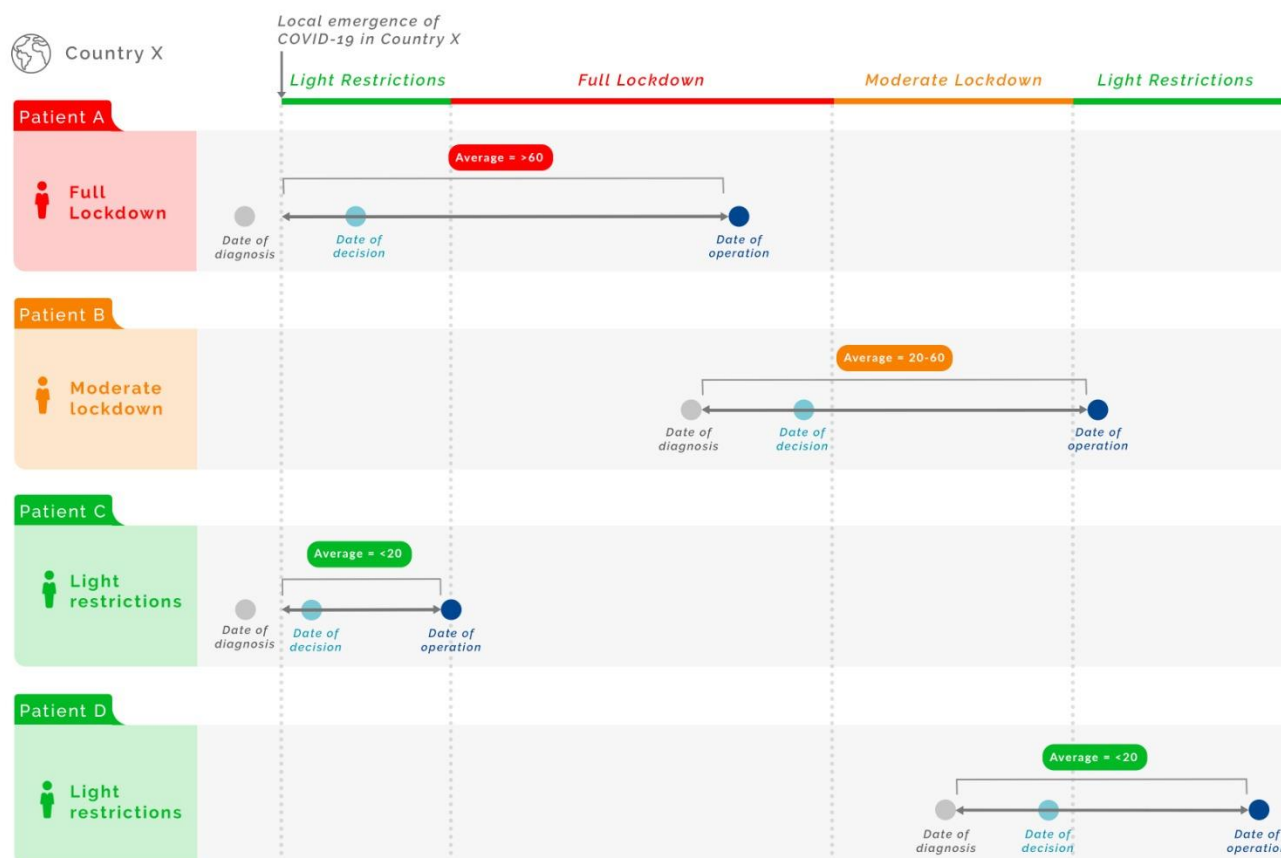 Local emergence of
COVID-19 in Country X
Country X
Light Restrictions
Full Lockdown
Moderate Lockdown
Light Restrictions
Patient A
Full
Lockdown
Average = >60
Date of
diagnosis
Date of
decision
Date of
operation
Patient B
Moderate
lockdown
Average = 20-60
Date of
diagnosis
Date of
decision
Date of
operation
Patient C
Light
restrictions
Average = <20
Date of
diagnosis
Date of
decision
Date of
operation
Patient D
Light
restrictions
Average = <20
Date of
diagnosis
Date of
decision
Date of
operation